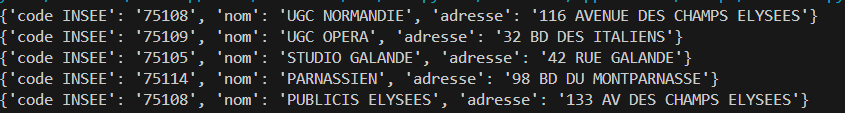 {'code INSEE': '75108', 'nom': 'UGC NORMANDIE', 'adresse': '116 AVENUE DES CHAMPS ELYSEES'}
{'code INSEE': '75109', 'nom': 'UGC OPERA', 'adresse': '32 BD DES ITALIENS'}
{'code INSEE': '75105', 'nom': 'STUDIO GALANDE', 'adresse': '42 RUE GALANDE'}
{'code INSEE': '75114', 'nom': 'PARNASSIEN', 'adresse': '98 BD DU MONTPARNASSE'}
{'code INSEE': '75108', 'nom': 'PUBLICIS ELYSEES', 'adresse': '133 AV DES CHAMPS ELYSEES'}